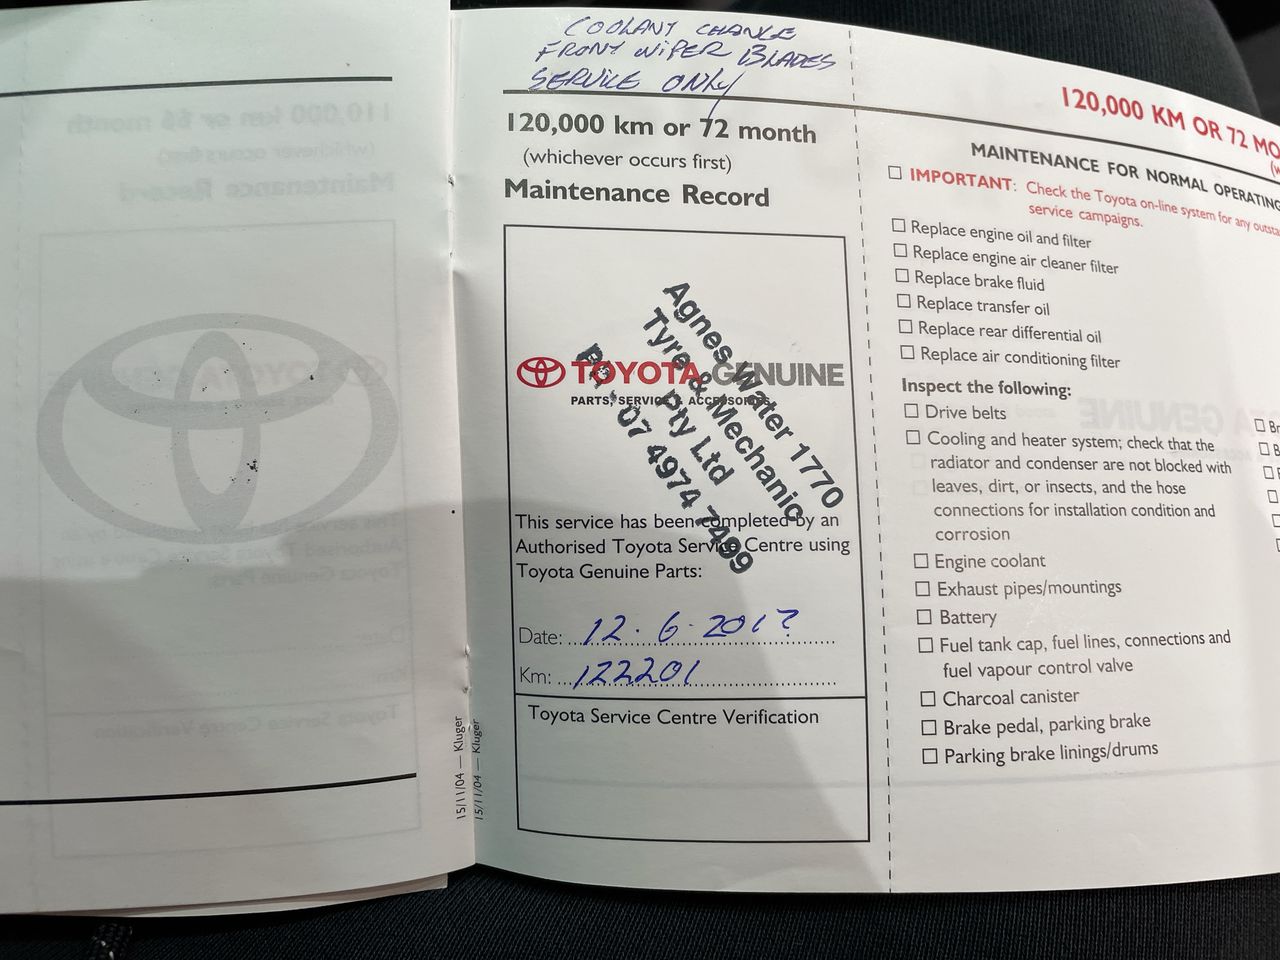 COOLANT CHANGE
FRONT WIPER BLADES
SERVICE ONLY
120,000 km or 72 month
(whichever occurs first)
Maintenance Record
Agnes Water 1770
Tyre & Mechanic
Pty Ltd
PH - 07 4974 7499
TOYOTA GENUINE
PARTS, SERVICE & ACCESSORIES
This service has been completed by an
Authorised Toyota Service Centre using
Toyota Genuine Parts:
Date: 12.6.2017
Km: 122201
Toyota Service Centre Verification
15/11/04 — Kluger
15/11/04 — Kluger
120,000 KM OR 72 MO
MAINTENANCE FOR NORMAL OPERATING
IMPORTANT: Check the Toyota on-line system for any outsta
service campaigns.
Replace engine oil and filter
Replace engine air cleaner filter
Replace brake fluid
Replace transfer oil
Replace rear differential oil
Replace air conditioning filter
Inspect the following:
Drive belts
Cooling and heater system; check that the
radiator and condenser are not blocked with
leaves, dirt, or insects, and the hose
connections for installation condition and
corrosion
Engine coolant
Exhaust pipes/mountings
Battery
Fuel tank cap, fuel lines, connections and
fuel vapour control valve
Charcoal canister
Brake pedal, parking brake
Parking brake linings/drums